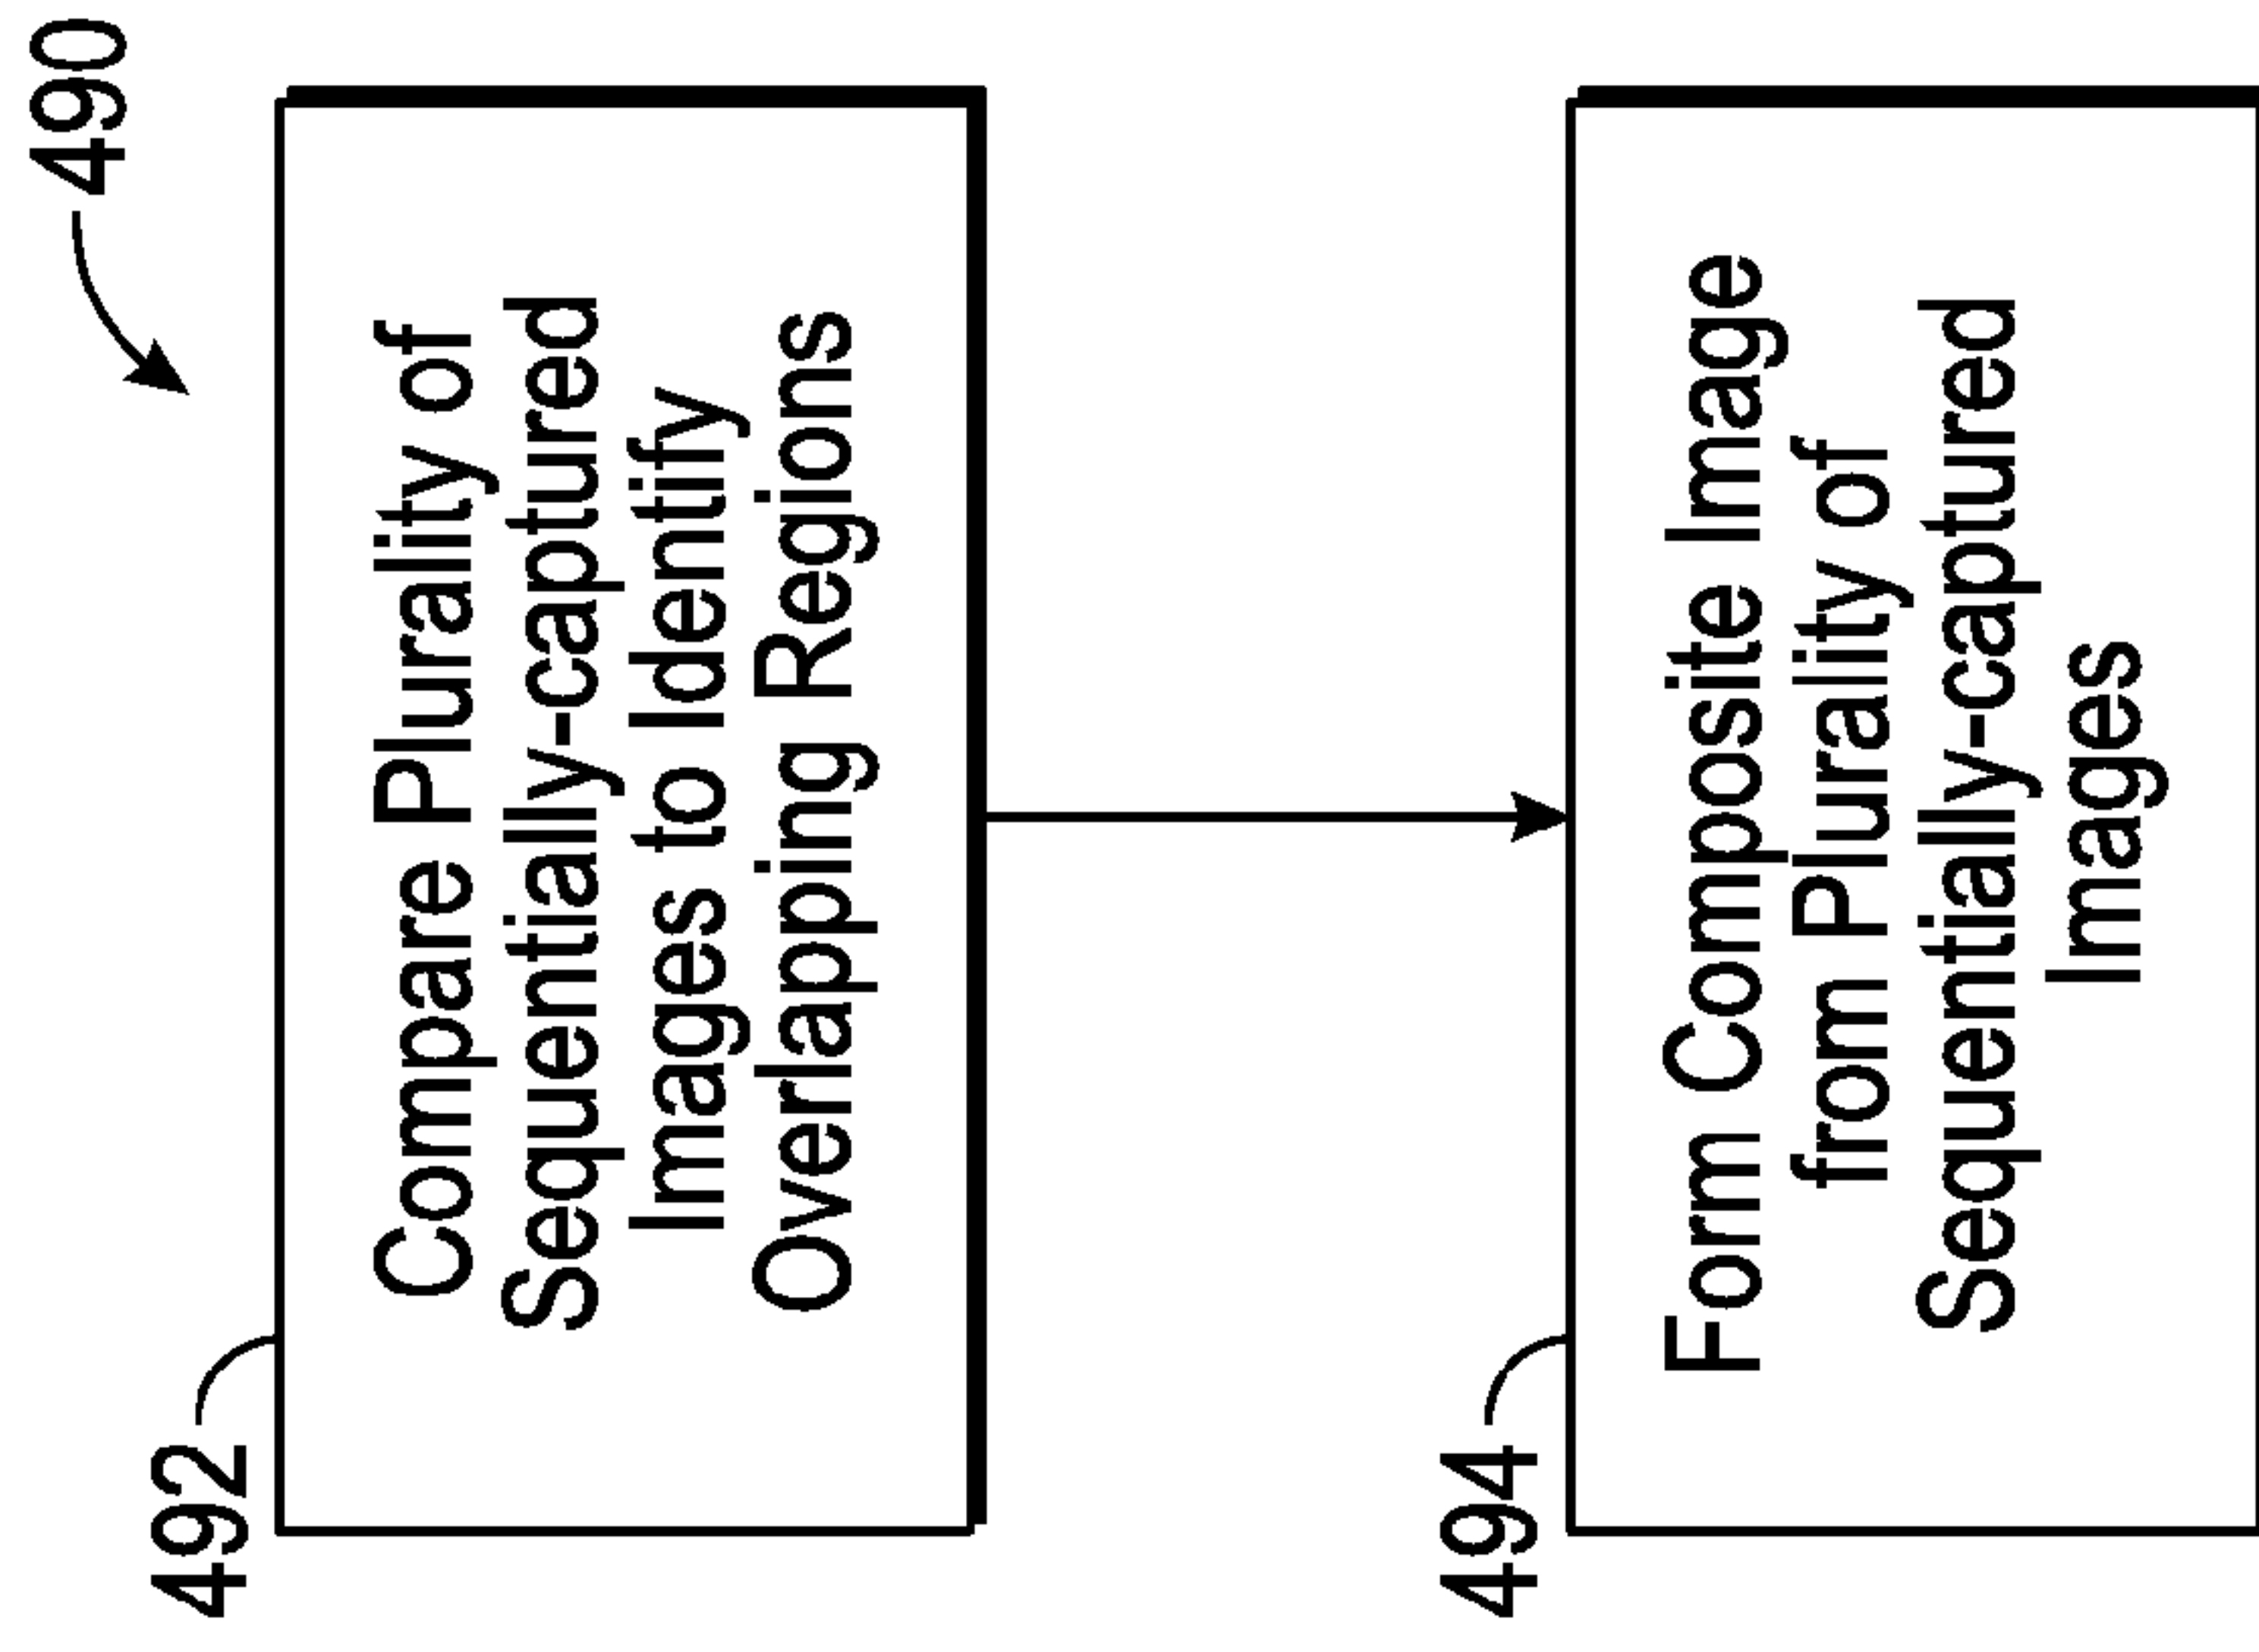 490
492
Compare Plurality of
Sequentially-captured
Images to Identify
Overlapping Regions
494
Form Composite Image
from Plurality of
Sequentially-captured
Images